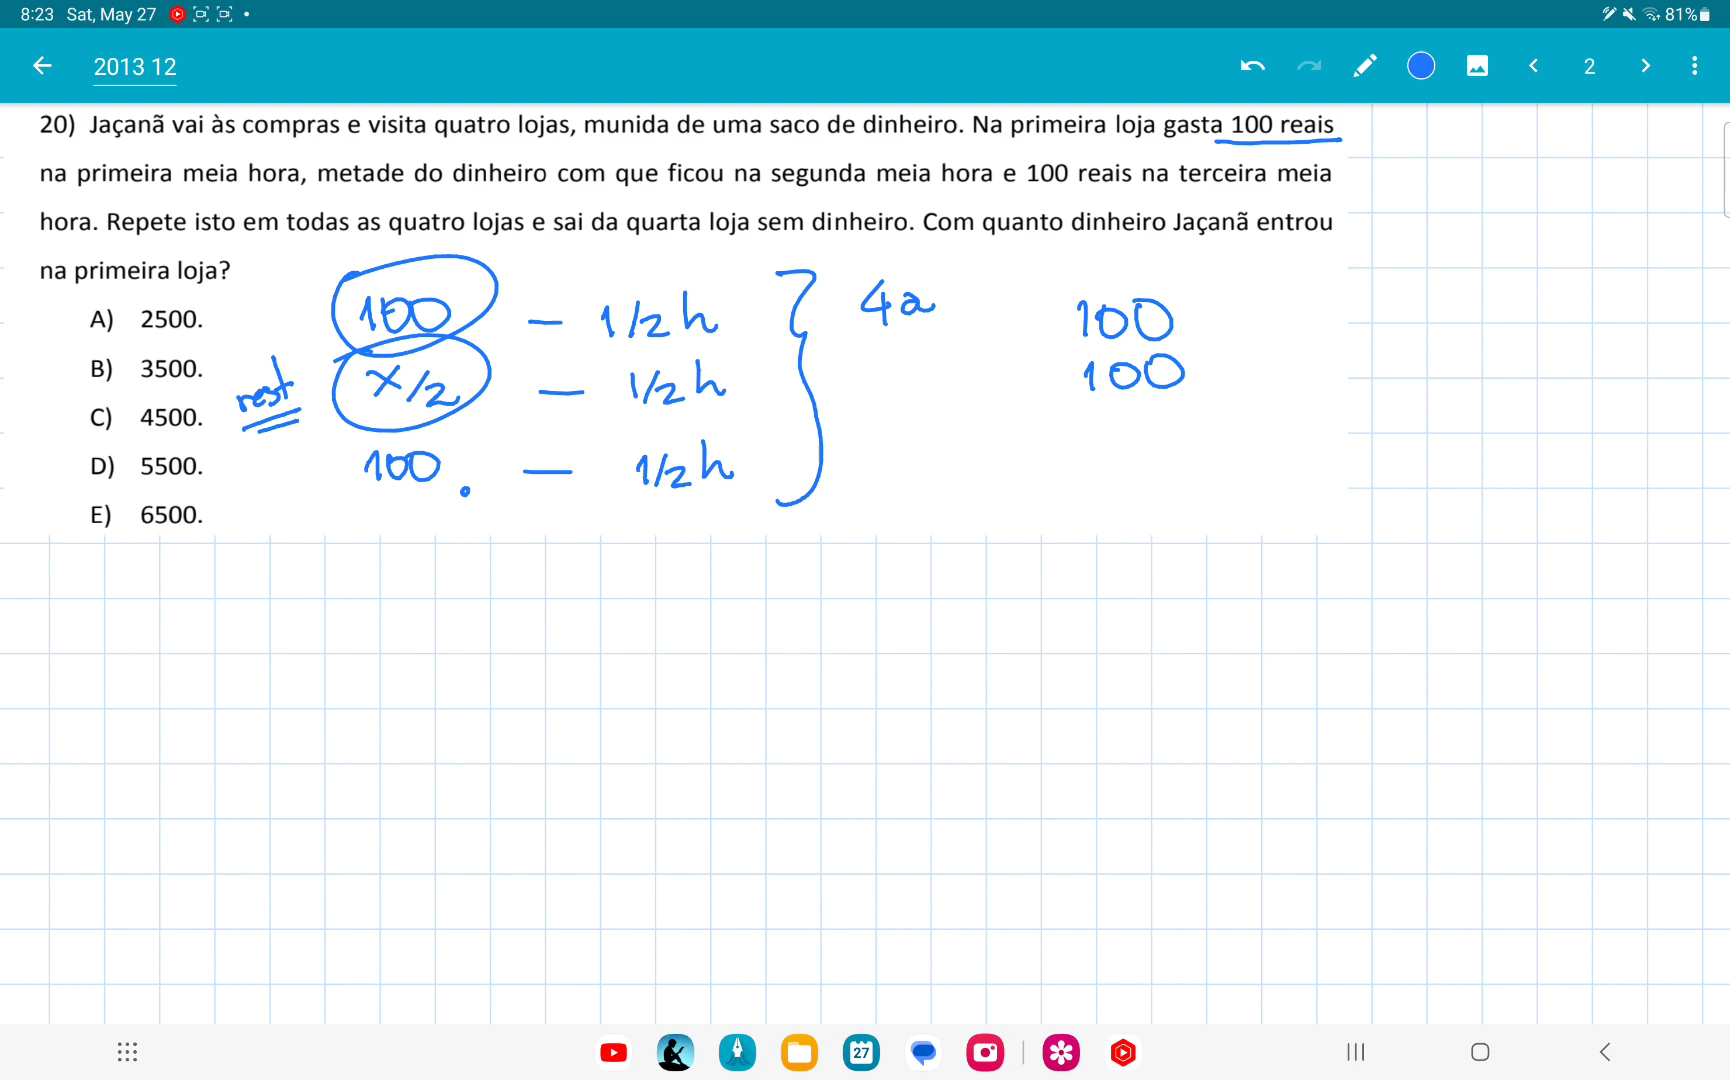 8:23 Sat, May 27
81%
2013 12
2
20) Jaçanã vai às compras e visita quatro lojas, munida de uma saco de dinheiro. Na primeira loja gasta 100 reais
na primeira meia hora, metade do dinheiro com que ficou na segunda meia hora e 100 reais na terceira meia
hora. Repete isto em todas as quatro lojas e sai da quarta loja sem dinheiro. Com quanto dinheiro Jaçanã entrou
na primeira loja?
A) 2500.
B) 3500.
C) 4500.
D) 5500.
E) 6500.
100 – 1/2 h
rest x/2 – 1/2 h
100. – 1/2 h
4a
100
100
27